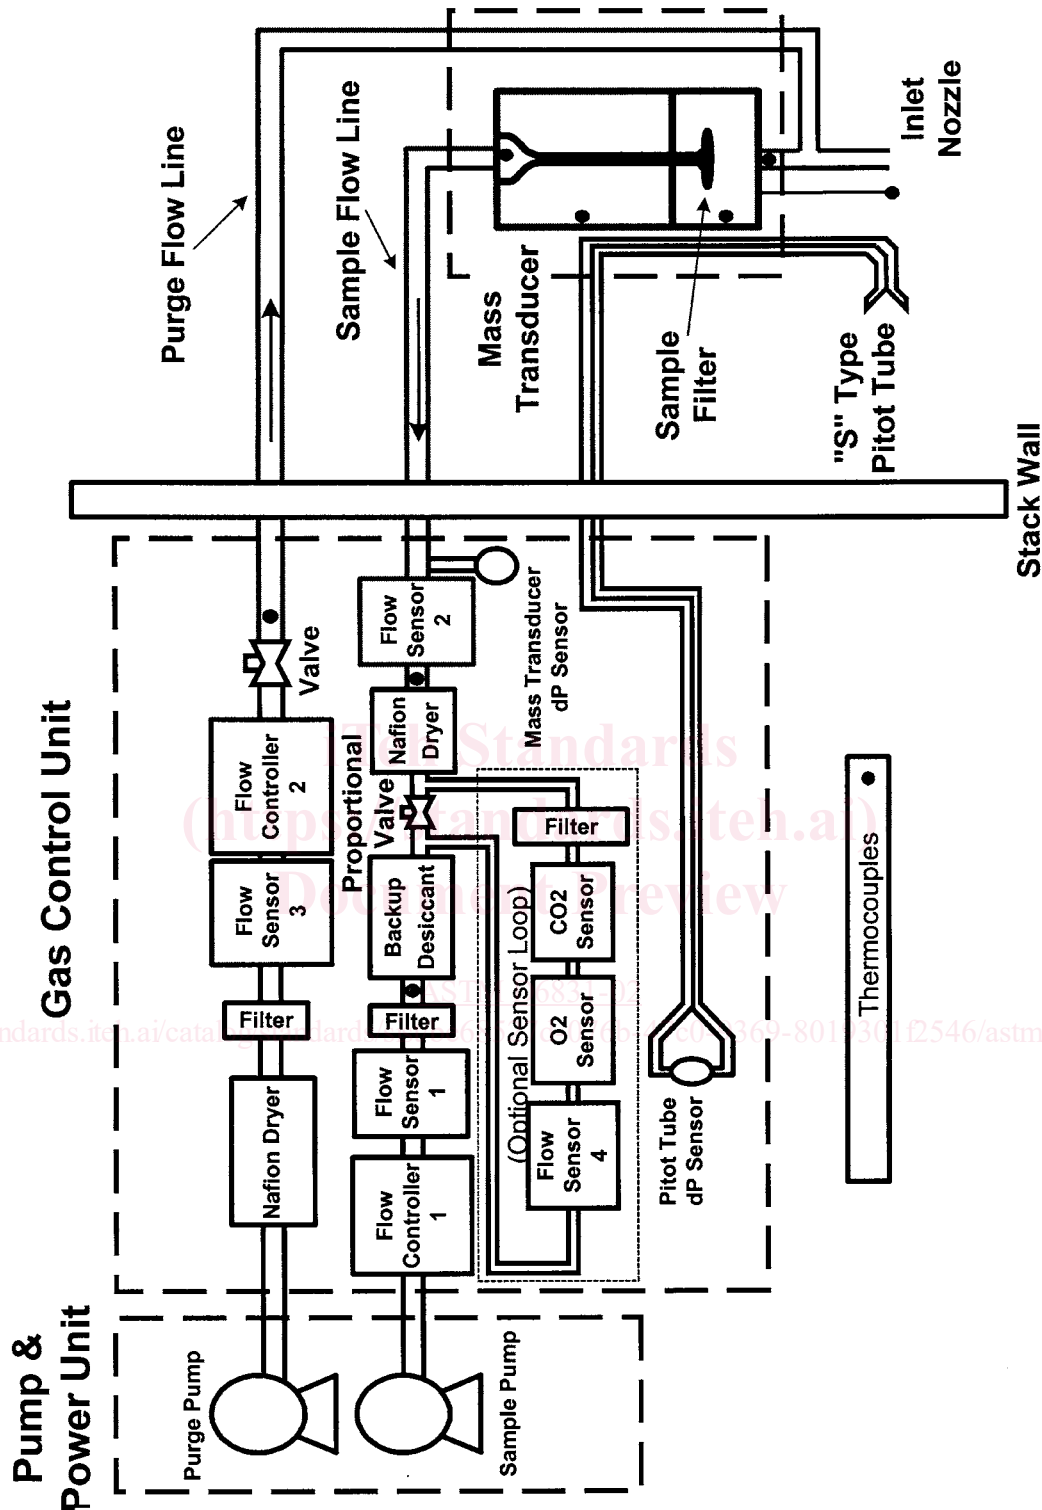 Pump &
Power Unit
Gas Control Unit
Purge Pump
Sample Pump
Nafion Dryer
Filter
Flow
Sensor
3
Flow
Controller
2
Valve
Purge Flow Line
Flow
Controller
1
Flow
Sensor
1
Filter
Backup
Desiccant
Proportional
Valve
Nafion
Dryer
Flow
Sensor
2
Sample Flow Line
Mass Transducer
dP Sensor
(Optional Sensor Loop)
Flow
Sensor
4
O2
Sensor
CO2
Sensor
Filter
Pitot Tube
dP Sensor
Mass
Transducer
Sample
Filter
"S" Type
Pitot Tube
Inlet
Nozzle
Stack Wall
Thermocouples
iTeh Standards
(https://standards.iteh.ai)
Document Preview